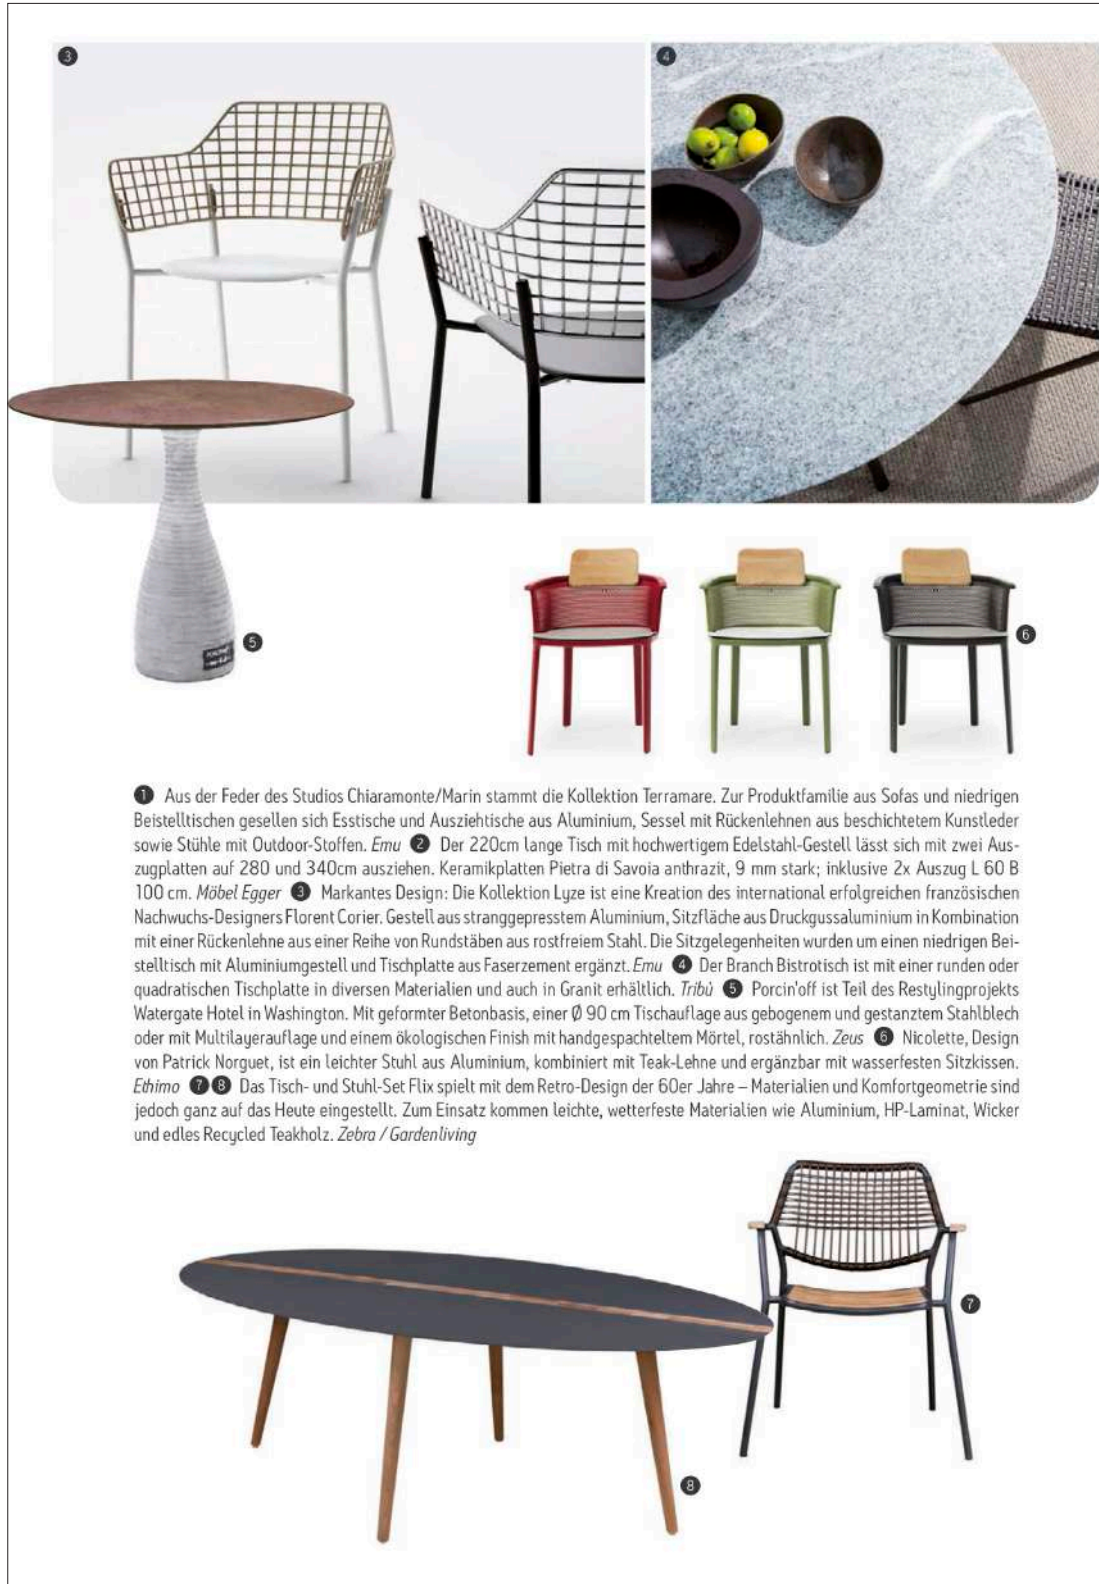 3
4
5
6
1 Aus der Feder des Studios Chiaramonte/Marin stammt die Kollektion Terramare. Zur Produktfamilie aus Sofas und niedrigen
Beistelltischen gesellen sich Esstische und Ausziehtische aus Aluminium, Sessel mit Rückenlehnen aus beschichtetem Kunstleder
sowie Stühle mit Outdoor-Stoffen. Emu 2 Der 220cm lange Tisch mit hochwertigem Edelstahl-Gestell lässt sich mit zwei Aus-
zugplatten auf 280 und 340cm ausziehen. Keramikplatten Pietra di Savoia anthrazit, 9 mm stark; inklusive 2x Auszug L 60 B
100 cm. Möbel Egger 3 Markantes Design: Die Kollektion Lyze ist eine Kreation des international erfolgreichen französischen
Nachwuchs-Designers Florent Corier. Gestell aus stranggepresstem Aluminium, Sitzfläche aus Druckgussaluminium in Kombination
mit einer Rückenlehne aus einer Reihe von Rundstäben aus rostfreiem Stahl. Die Sitzgelegenheiten wurden um einen niedrigen Bei-
stelltisch mit Aluminiumgestell und Tischplatte aus Faserzement ergänzt. Emu 4 Der Branch Bistrotisch ist mit einer runden oder
quadratischen Tischplatte in diversen Materialien und auch in Granit erhältlich. Tribù 5 Porcin'off ist Teil des Restylingprojekts
Watergate Hotel in Washington. Mit geformter Betonbasis, einer Ø 90 cm Tischauflage aus gebogenem und gestanztem Stahlblech
oder mit Multilayerauflage und einem ökologischen Finish mit handgespachteltem Mörtel, rostähnlich. Zeus 6 Nicolette, Design
von Patrick Norguet, ist ein leichter Stuhl aus Aluminium, kombiniert mit Teak-Lehne und ergänzbar mit wasserfesten Sitzkissen.
Ethimo 7 8 Das Tisch- und Stuhl-Set Flix spielt mit dem Retro-Design der 60er Jahre – Materialien und Komfortgeometrie sind
jedoch ganz auf das Heute eingestellt. Zum Einsatz kommen leichte, wetterfeste Materialien wie Aluminium, HP-Laminat, Wicker
und edles Recycled Teakholz. Zebra / Gardenliving
7
8